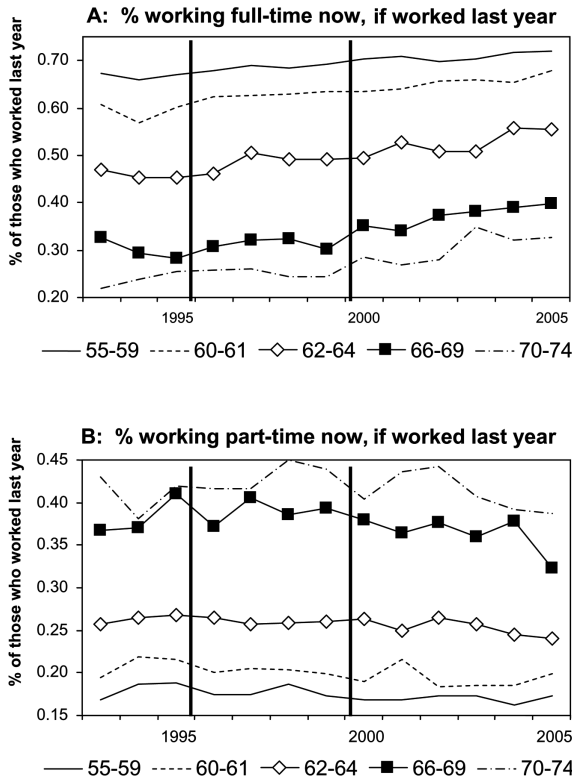 A: % working full-time now, if worked last year
% of those who worked last year
0.70
0.60
0.50
0.40
0.30
0.20
1995 2000 2005
55-59 60-61 62-64 66-69 70-74
B: % working part-time now, if worked last year
% of those who worked last year
0.45
0.40
0.35
0.30
0.25
0.20
0.15
1995 2000 2005
55-59 60-61 62-64 66-69 70-74